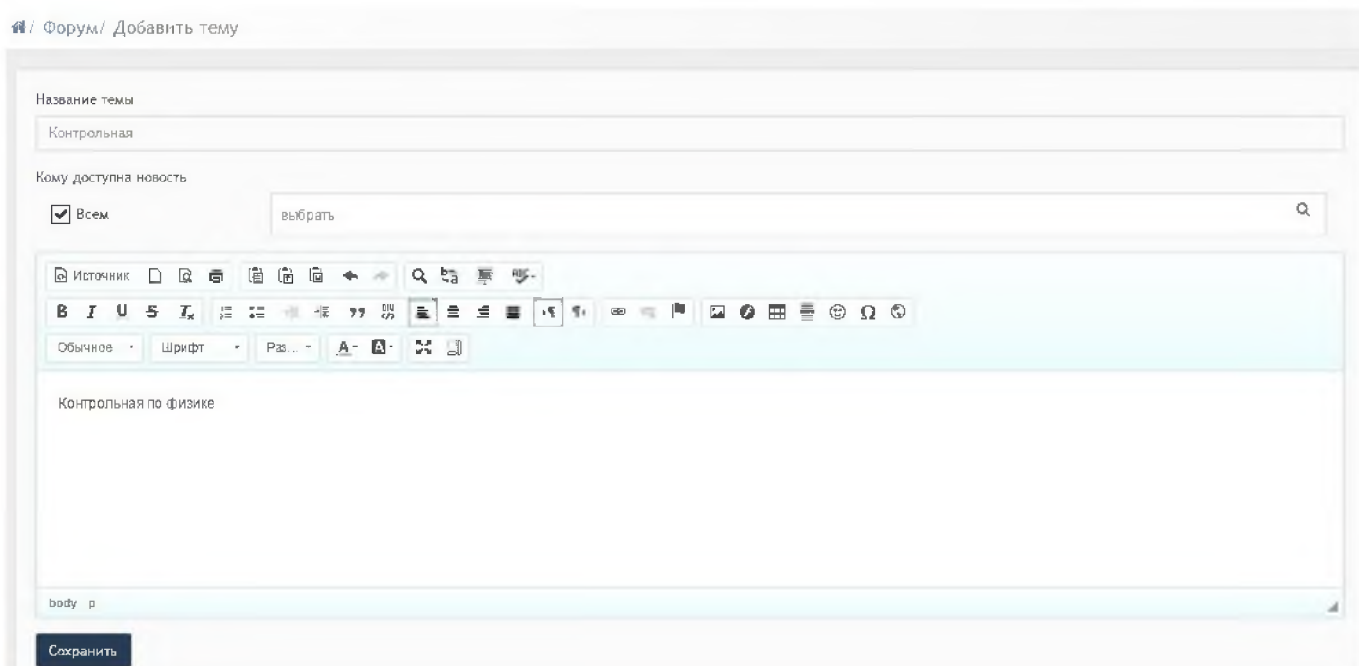 / Форум/ Добавить тему
Название темы
Контрольная
Кому доступна новость
Всем выбрать
Источник
B I U S Tx
Обычное Шрифт Раз... A A
Контрольная по физике
body p
Сохранить